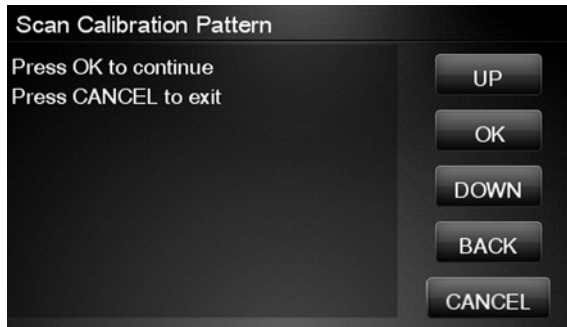 Scan Calibration Pattern
Press OK to continue
Press CANCEL to exit
UP
OK
DOWN
BACK
CANCEL